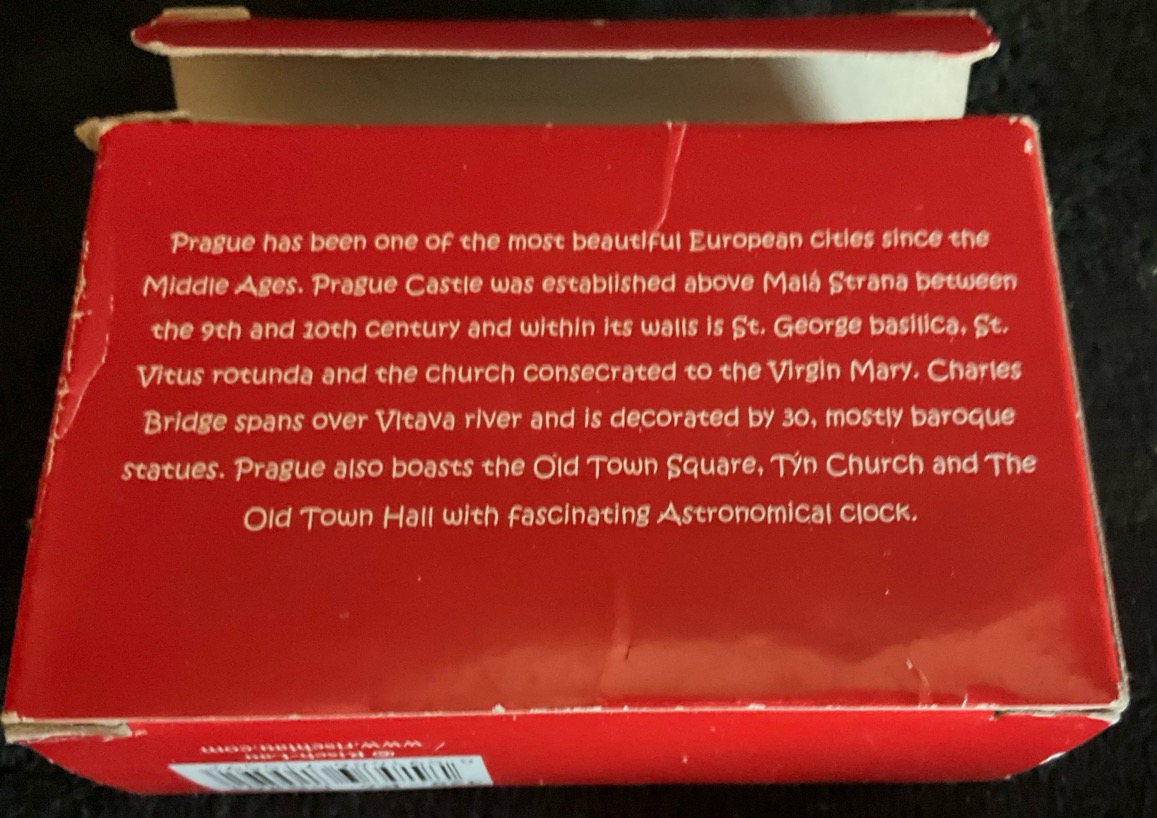 Prague has been one of the most beautiful European cities since the
Middle Ages. Prague Castle was established above Malá Strana between
the 9th and 10th century and within its walls is St. George basilica, St.
Vitus rotunda and the church consecrated to the Virgin Mary. Charles
Bridge spans over Vltava river and is decorated by 30, mostly baroque
statues. Prague also boasts the Old Town Square, Týn Church and The
Old Town Hall with fascinating Astronomical clock.